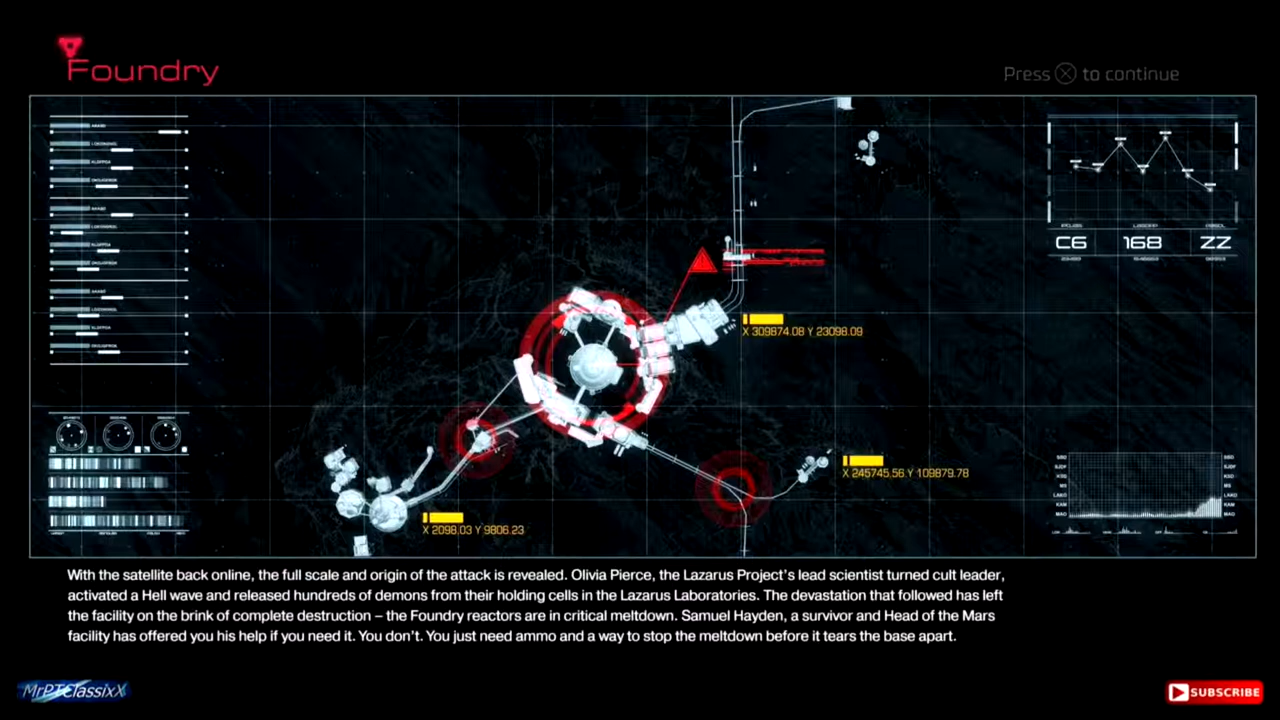 Foundry
Press X to continue
C6 168 ZZ
X 309874.08 Y 23098.09
X 245745.56 Y 109879.78
X 2098.03 Y 9806.23
With the satellite back online, the full scale and origin of the attack is revealed. Olivia Pierce, the Lazarus Project's lead scientist turned cult leader,
activated a Hell wave and released hundreds of demons from their holding cells in the Lazarus Laboratories. The devastation that followed has left
the facility on the brink of complete destruction – the Foundry reactors are in critical meltdown. Samuel Hayden, a survivor and Head of the Mars
facility has offered you his help if you need it. You don't. You just need ammo and a way to stop the meltdown before it tears the base apart.
MrPTClassixX
SUBSCRIBE